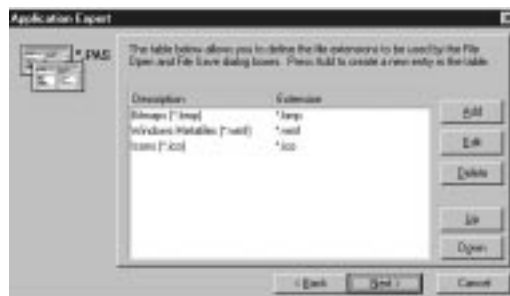 Application Expert
*.PAS
The table below allows you to define the file extensions to be used by the File
Open and File Save dialog boxes. Press Add to create a new entry in the table.
Description Extension
Bitmaps (*.bmp) *.bmp
Windows Metafiles (*.wmf) *.wmf
Icons (*.ico) *.ico
Add
Edit
Delete
Up
Down
< Back Next > Cancel